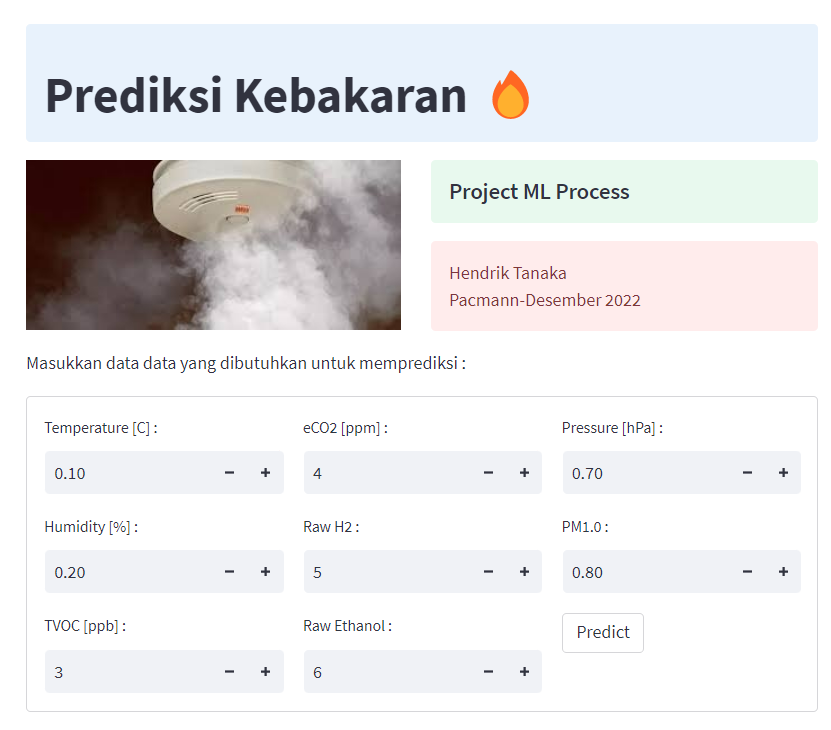 Prediksi Kebakaran 🔥
Project ML Process
Hendrik Tanaka
Pacmann-Desember 2022
Masukkan data data yang dibutuhkan untuk memprediksi :
Temperature [C] :
0.10
eCO2 [ppm] :
4
Pressure [hPa] :
0.70
Humidity [%] :
0.20
Raw H2 :
5
PM1.0 :
0.80
TVOC [ppb] :
3
Raw Ethanol :
6
Predict